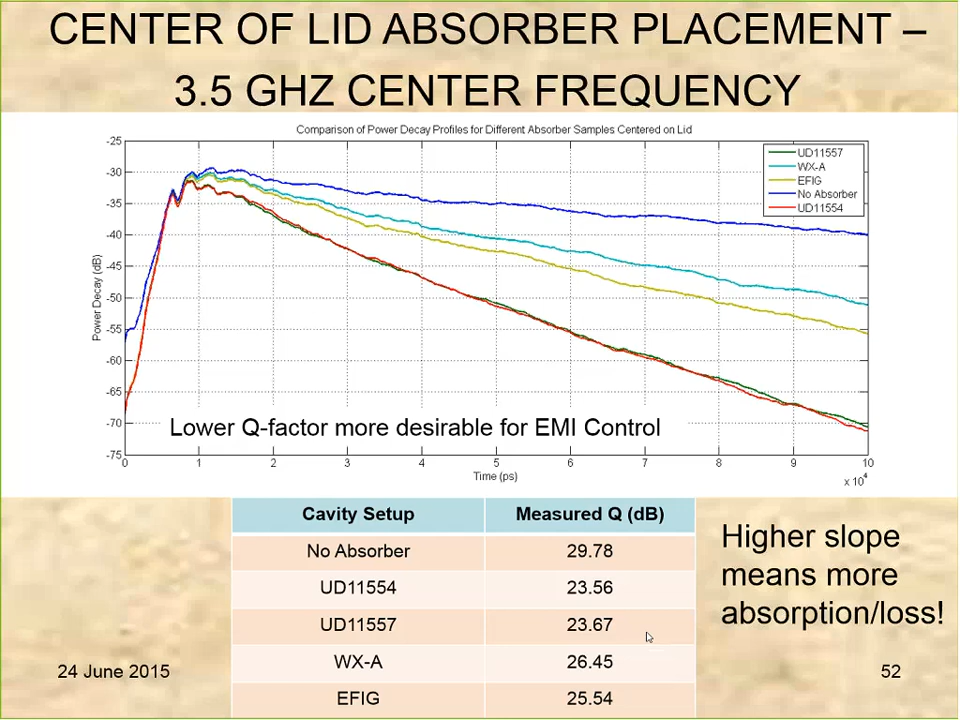 CENTER OF LID ABSORBER PLACEMENT –
3.5 GHZ CENTER FREQUENCY
Comparison of Power Decay Profiles for Different Absorber Samples Centered on Lid
-25
-30
-35
-40
-45
-50
-55
-60
-65
-70
-75
Power Decay (dB)
UD11557
WX-A
EFIG
No Absorber
UD11554
Lower Q-factor more desirable for EMI Control
0 1 2 3 4 5 6 7 8 9 10
Time (ps)
x 10^4
Cavity Setup Measured Q (dB)
No Absorber 29.78
UD11554 23.56
UD11557 23.67
WX-A 26.45
EFIG 25.54
Higher slope
means more
absorption/loss!
24 June 2015
52